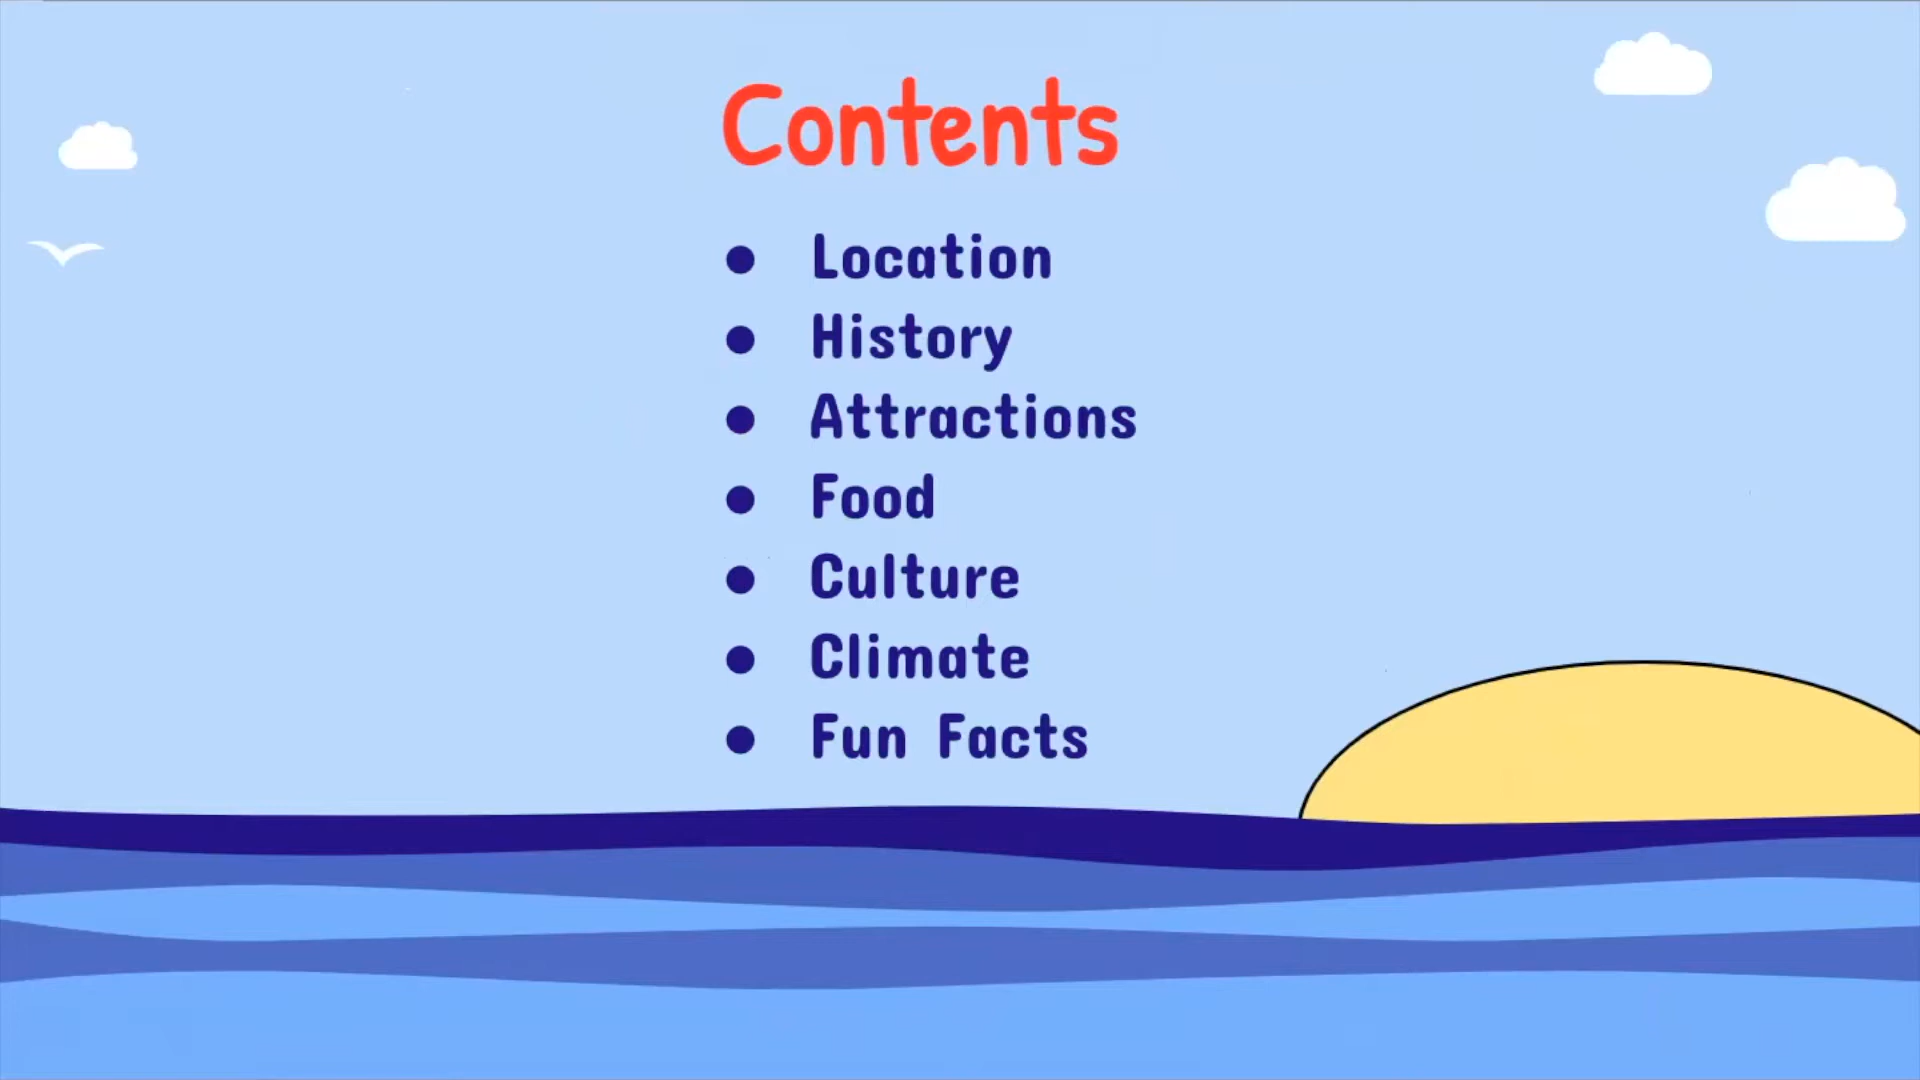 Contents
● Location
● History
● Attractions
● Food
● Culture
● Climate
● Fun Facts